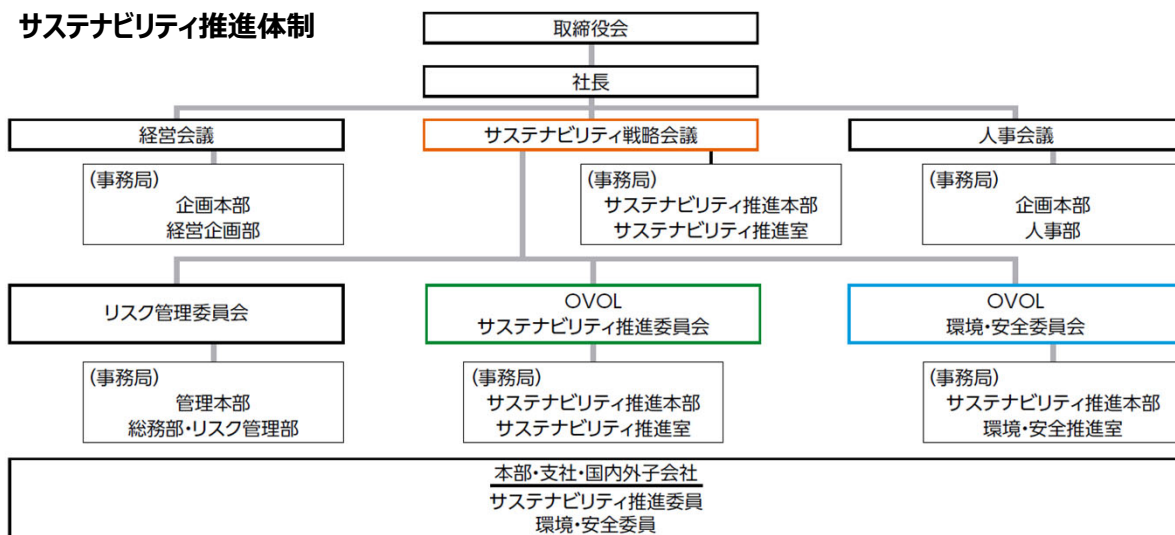 サステナビリティ推進体制
取締役会
社長
経営会議
サステナビリティ戦略会議
人事会議
(事務局)
企画本部
経営企画部
(事務局)
サステナビリティ推進本部
サステナビリティ推進室
(事務局)
企画本部
人事部
リスク管理委員会
OVOL
サステナビリティ推進委員会
OVOL
環境・安全委員会
(事務局)
管理本部
総務部・リスク管理部
(事務局)
サステナビリティ推進本部
サステナビリティ推進室
(事務局)
サステナビリティ推進本部
環境・安全推進室
本部・支社・国内外子会社
サステナビリティ推進委員
環境・安全委員